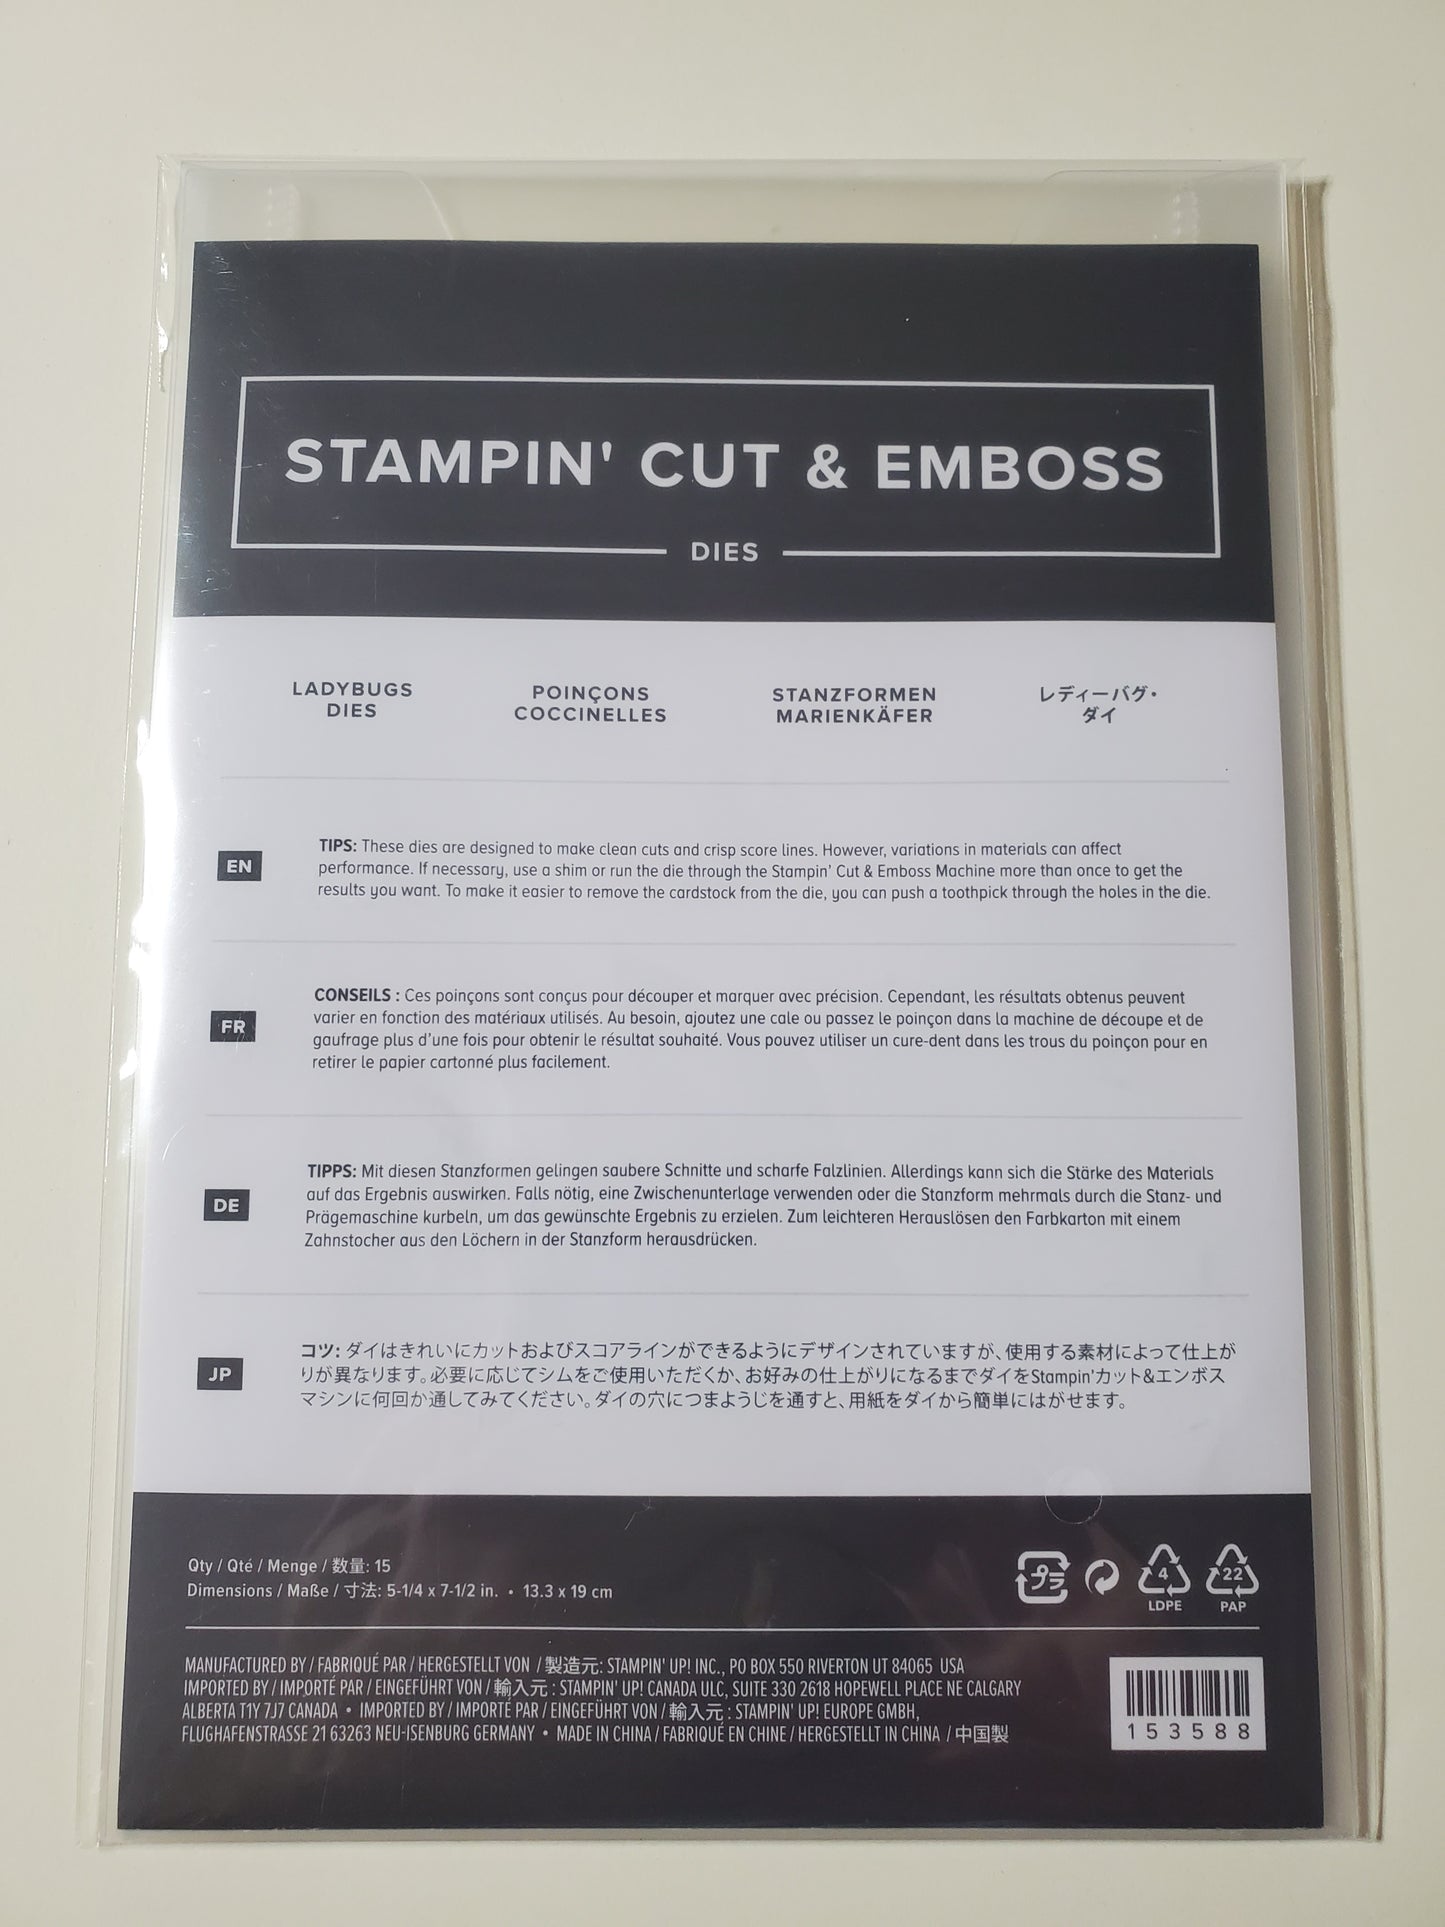 STAMPIN' CUT & EMBOSS
DIES
LADYBUGS
DIES
POINÇONS
COCCINELLES
STANZFORMEN
MARIENKÄFER
レディーバグ・
ダイ
EN
TIPS: These dies are designed to make clean cuts and crisp score lines. However, variations in materials can affect
performance. If necessary, use a shim or run the die through the Stampin' Cut & Emboss Machine more than once to get the
results you want. To make it easier to remove the cardstock from the die, you can push a toothpick through the holes in the die.
FR
CONSEILS : Ces poinçons sont conçus pour découper et marquer avec précision. Cependant, les résultats obtenus peuvent
varier en fonction des matériaux utilisés. Au besoin, ajoutez une cale ou passez le poinçon dans la machine de découpe et de
gaufrage plus d'une fois pour obtenir le résultat souhaité. Vous pouvez utiliser un cure-dent dans les trous du poinçon pour en
retirer le papier cartonné plus facilement.
DE
TIPPS: Mit diesen Stanzformen gelingen saubere Schnitte und scharfe Falzlinien. Allerdings kann sich die Stärke des Materials
auf das Ergebnis auswirken. Falls nötig, eine Zwischenunterlage verwenden oder die Stanzform mehrmals durch die Stanz- und
Prägemaschine kurbeln, um das gewünschte Ergebnis zu erzielen. Zum leichteren Herauslösen den Farbkarton mit einem
Zahnstocher aus den Löchern in der Stanzform herausdrücken.
JP
コツ: ダイはきれいにカットおよびスコアラインができるようにデザインされていますが、使用する素材によって仕上が
りが異なります。必要に応じてシムをご使用いただくか、お好みの仕上がりになるまでダイをStampin'カット&エンボス
マシンに何回か通してみてください。ダイの穴につまようじを通すと、用紙をダイから簡単にはがせます。
Qty / Qté / Menge / 数量: 15
Dimensions / Maße / 寸法: 5-1/4 x 7-1/2 in. • 13.3 x 19 cm
プラ
4
LDPE
22
PAP
MANUFACTURED BY / FABRIQUÉ PAR / HERGESTELLT VON / 製造元: STAMPIN' UP! INC., PO BOX 550 RIVERTON UT 84065 USA
IMPORTED BY / IMPORTÉ PAR / EINGEFÜHRT VON / 輸入元 : STAMPIN' UP! CANADA ULC, SUITE 330 2618 HOPEWELL PLACE NE CALGARY
ALBERTA T1Y 7J7 CANADA • IMPORTED BY / IMPORTÉ PAR / EINGEFÜHRT VON / 輸入元 : STAMPIN' UP! EUROPE GMBH,
FLUGHAFENSTRASSE 21 63263 NEU-ISENBURG GERMANY • MADE IN CHINA / FABRIQUÉ EN CHINE / HERGESTELLT IN CHINA / 中国製
153588